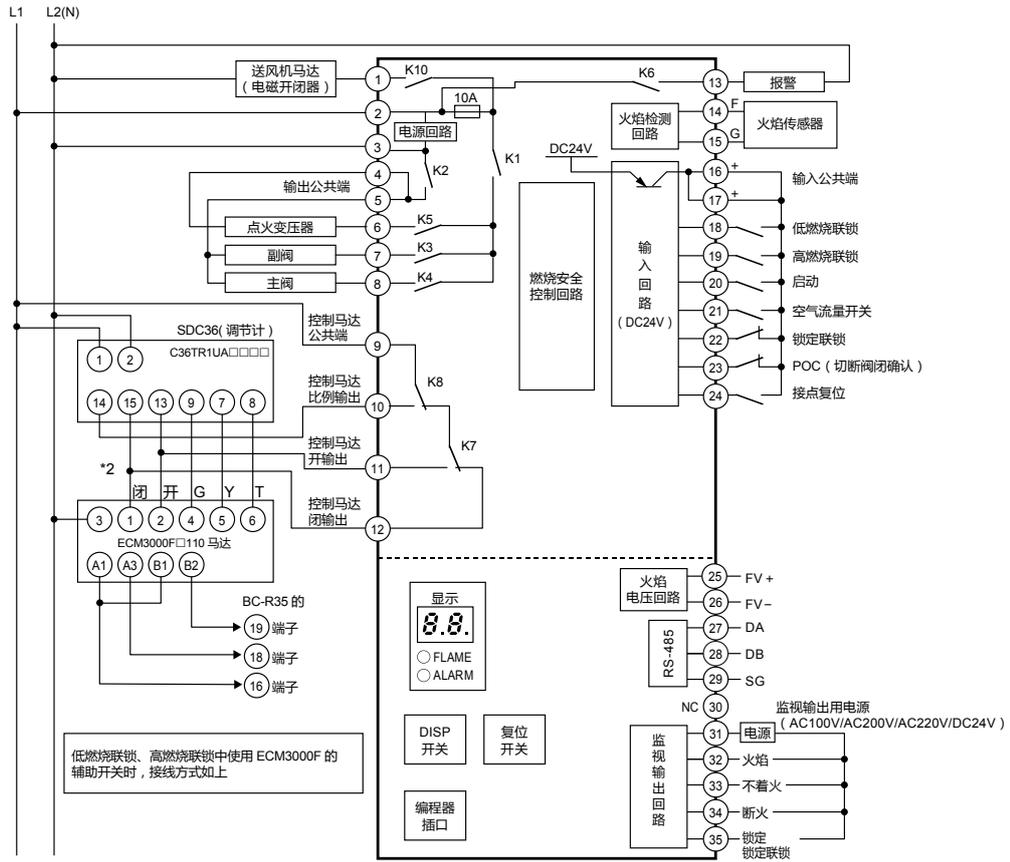 L1
L2(N)
送风机马达
（电磁开闭器）
1
K10
K6
13
报警
2
10A
14
F
火焰检测
回路
火焰传感器
15
G
电源回路
3
K2
K1
DC24V
16
+
输入公共端
4
输出公共端
5
17
+
点火变压器
6
K5
18
低燃烧联锁
副阀
7
K3
19
高燃烧联锁
主阀
8
K4
20
启动
燃烧安全
控制回路
输
入
回
路
（DC24V）
21
空气流量开关
22
锁定联锁
23
POC（切断阀闭确认）
24
接点复位
SDC36(调节计）
C36TR1UA□□□□
1
2
14
15
13
9
7
8
控制马达
公共端
9
控制马达
比例输出
10
K8
控制马达
开输出
11
K7
控制马达
闭输出
12
*2
闭
开
G
Y
T
3
1
2
4
5
6
ECM3000F□110 马达
A1
A3
B1
B2
BC-R35 的
19
端子
18
端子
16
端子
显示
8.8.
FLAME
ALARM
火焰
电压回路
25
FV +
26
FV −
RS-485
27
DA
28
DB
29
SG
NC
30
监视输出用电源
（AC100V/AC200V/AC220V/DC24V）
DISP
开关
复位
开关
监
视
输
出
回
路
31
电源
32
火焰
33
不着火
34
断火
35
锁定
锁定联锁
编程器
插口
低燃烧联锁、高燃烧联锁中使用 ECM3000F 的
辅助开关时，接线方式如上